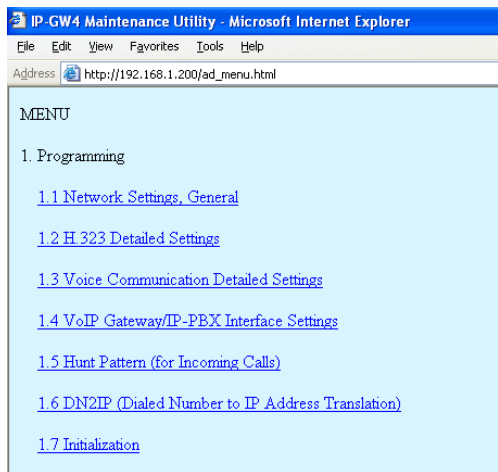 IP-GW4 Maintenance Utility - Microsoft Internet Explorer
File Edit View Favorites Tools Help
Address http://192.168.1.200/ad_menu.html
MENU
1. Programming
1.1 Network Settings, General
1.2 H.323 Detailed Settings
1.3 Voice Communication Detailed Settings
1.4 VoIP Gateway/IP-PBX Interface Settings
1.5 Hunt Pattern (for Incoming Calls)
1.6 DN2IP (Dialed Number to IP Address Translation)
1.7 Initialization